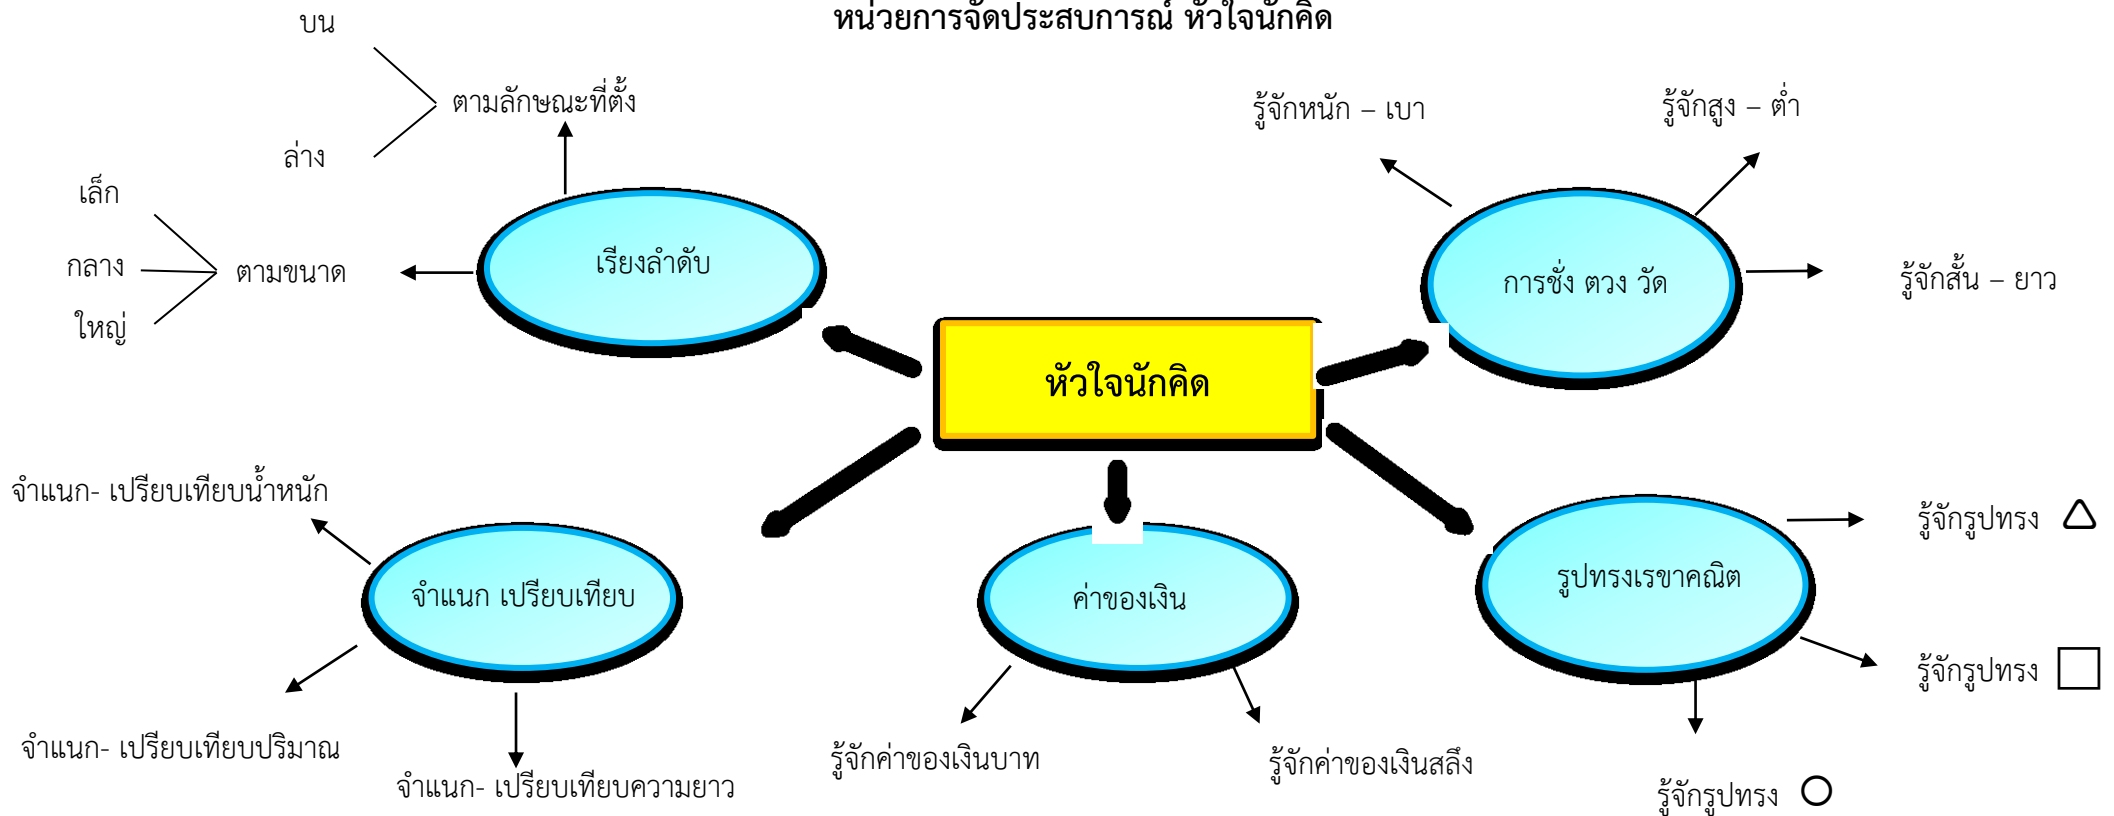 หน่วยการจัดประสบการณ์ หัวใจนักคิด
บน
ตามลักษณะที่ตั้ง
ล่าง
เล็ก
กลาง
ใหญ่
ตามขนาด
เรียงลำดับ
รู้จักหนัก – เบา
รู้จักสูง – ต่ำ
รู้จักสั้น – ยาว
การชั่ง ตวง วัด
หัวใจนักคิด
จำแนก- เปรียบเทียบน้ำหนัก
จำแนก เปรียบเทียบ
จำแนก- เปรียบเทียบปริมาณ
จำแนก- เปรียบเทียบความยาว
ค่าของเงิน
รู้จักค่าของเงินบาท
รู้จักค่าของเงินสลึง
รูปทรงเรขาคณิต
รู้จักรูปทรง
รู้จักรูปทรง
รู้จักรูปทรง